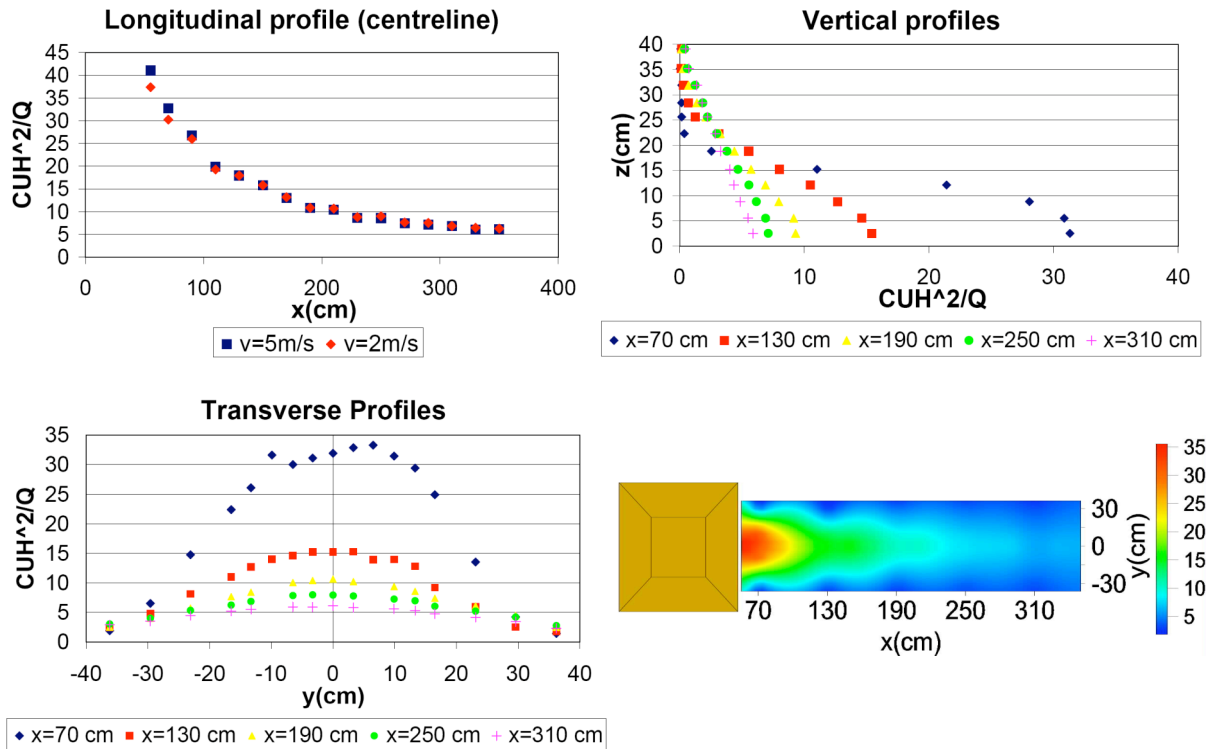 Longitudinal profile (centreline)
CUH^2/Q
45
40
35
30
25
20
15
10
5
0
0 100 200 300 400
x(cm)
v=5m/s v=2m/s
Vertical profiles
z(cm)
40
35
30
25
20
15
10
5
0
0 10 20 30 40
CUH^2/Q
x=70 cm x=130 cm x=190 cm x=250 cm x=310 cm
Transverse Profiles
CUH^2/Q
35
30
25
20
15
10
5
0
-40 -30 -20 -10 0 10 20 30 40
y(cm)
x=70 cm x=130 cm x=190 cm x=250 cm x=310 cm
30
0
-30
y(cm)
70 130 190 250 310
x(cm)
35
30
25
20
15
10
5